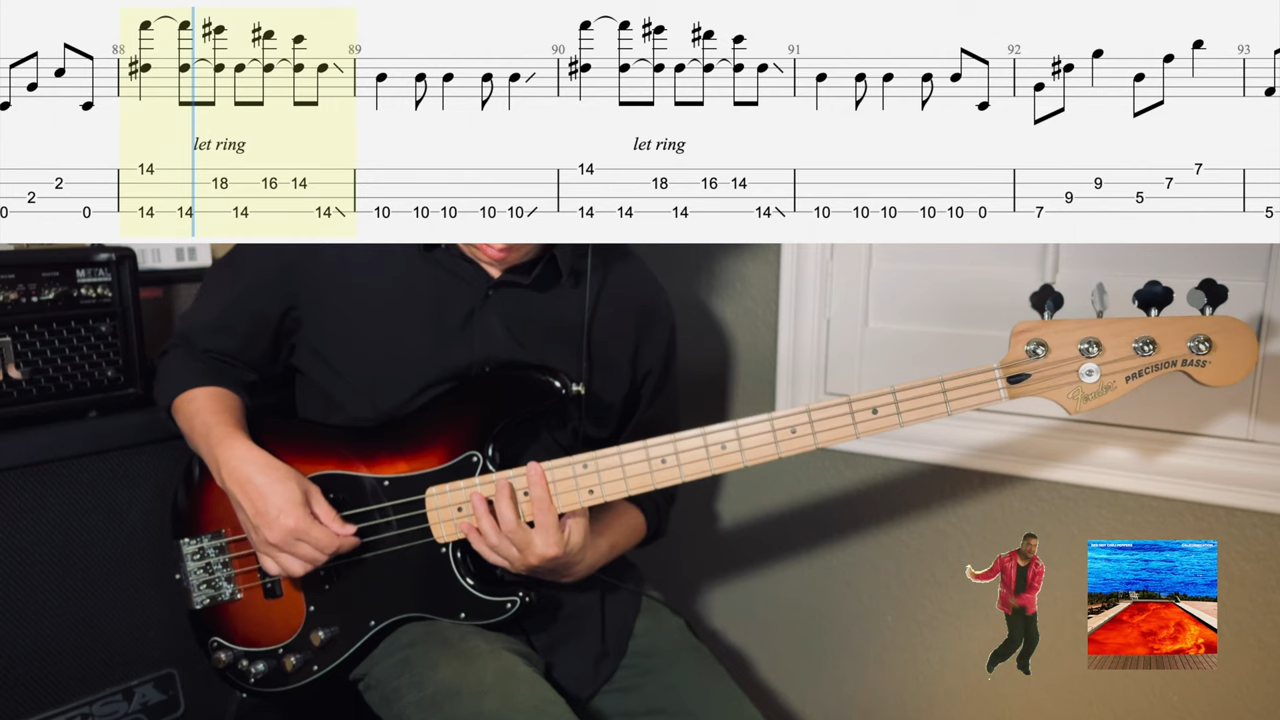 88 89 90 91 92 93
let ring let ring
14 14 7
2 18 16 14 18 16 14 9 7
2 9 5
0 0 14 14 14 14 10 10 10 10 10 14 14 14 14 10 10 10 10 10 0 7 5
METAL
Fender PRECISION BASS
ESA